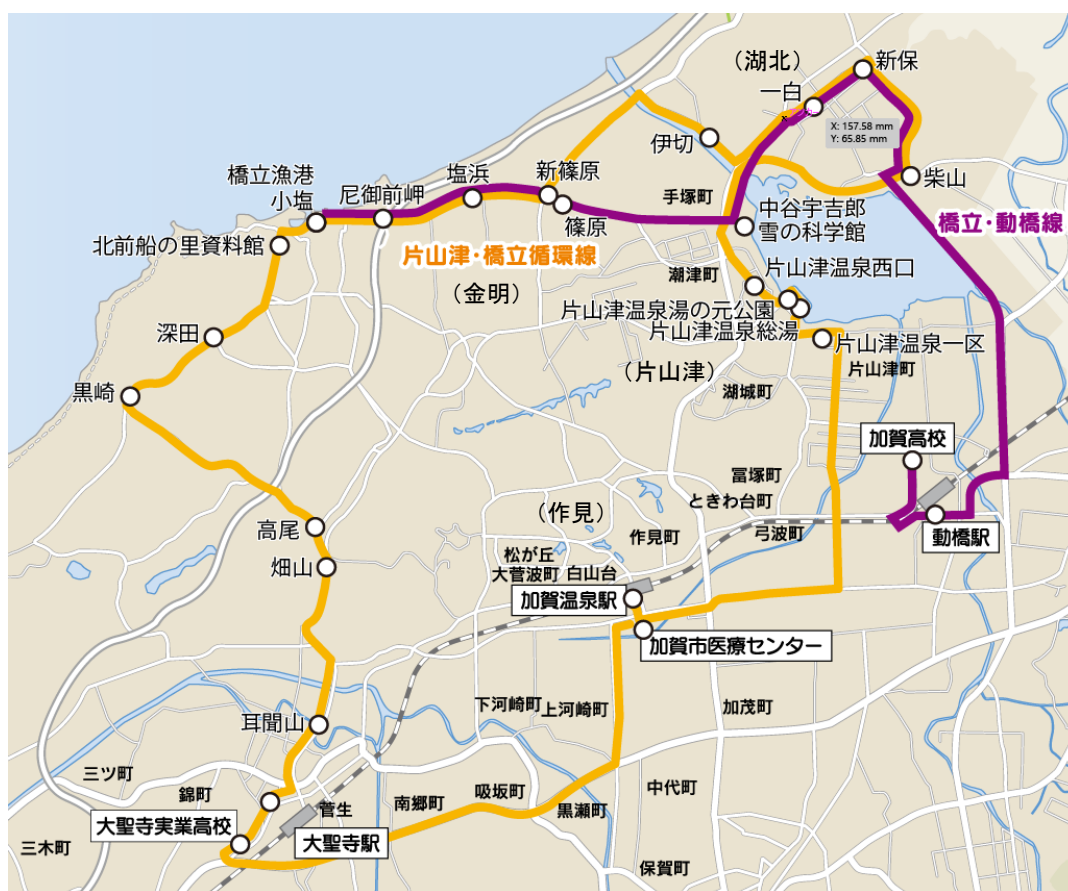 新保
（湖北）
一白
X: 157.58 mm
Y: 65.85 mm
伊切
柴山
橋立漁港
小塩
尼御前岬
塩浜
新篠原
篠原
手塚町
中谷宇吉郎
雪の科学館
橋立・動橋線
北前船の里資料館
片山津・橋立循環線
（金明）
潮津町
片山津温泉西口
片山津温泉湯の元公園
片山津温泉総湯
片山津温泉一区
深田
（片山津）
片山津町
湖城町
黒崎
加賀高校
冨塚町
ときわ台町
高尾
（作見）
作見町
弓波町
動橋駅
畑山
松が丘
大菅波町
白山台
加賀温泉駅
加賀市医療センター
下河崎町
上河崎町
加茂町
耳聞山
三ツ町
錦町
菅生
南郷町
吸坂町
黒瀬町
中代町
大聖寺実業高校
大聖寺駅
三木町
保賀町